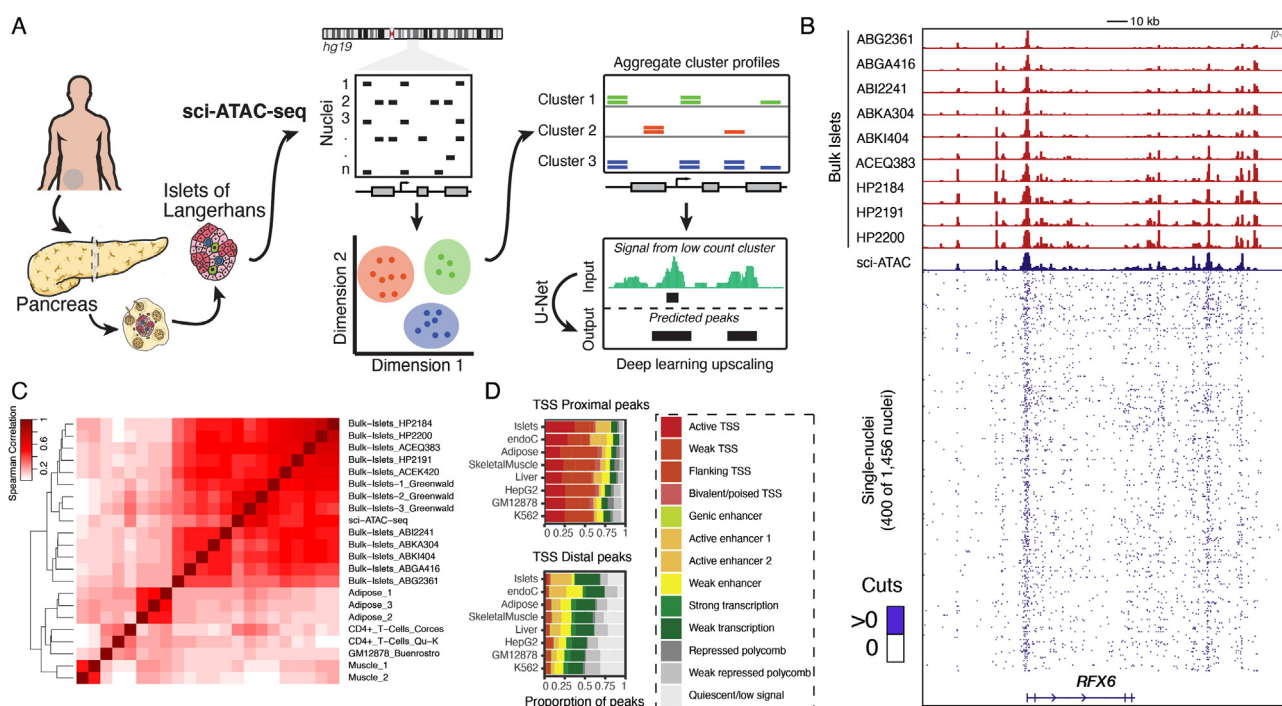 A
hg19
sci-ATAC-seq
Nuclei
1
2
3
.
.
n
Islets of
Langerhans
Pancreas
Dimension 2
Dimension 1
Aggregate cluster profiles
Cluster 1
Cluster 2
Cluster 3
Signal from low count cluster
Input
U-Net
Output
Predicted peaks
Deep learning upscaling
B
10 kb
Bulk Islets
ABG2361
ABGA416
ABI2241
ABKA304
ABKI404
ACEQ383
HP2184
HP2191
HP2200
sci-ATAC
Single-nuclei
(400 of 1,456 nuclei)
Cuts
>0
0
RFX6
C
Spearman Correlation
0.2
0.6
1
Bulk-Islets_HP2184
Bulk-Islets_HP2200
Bulk-Islets_ACEQ383
Bulk-Islets_HP2191
Bulk-Islets_ACEK420
Bulk-Islets-1_Greenwald
Bulk-Islets-2_Greenwald
Bulk-Islets-3_Greenwald
sci-ATAC-seq
Bulk-Islets_ABI2241
Bulk-Islets_ABKA304
Bulk-Islets_ABKI404
Bulk-Islets_ABGA416
Bulk-Islets_ABG2361
Adipose_1
Adipose_3
Adipose_2
CD4+_T-Cells_Corces
CD4+_T-Cells_Qu-K
GM12878_Buenrostro
Muscle_1
Muscle_2
D
TSS Proximal peaks
Islets
endoC
Adipose
SkeletalMuscle
Liver
HepG2
GM12878
K562
0 0.25 0.5 0.75 1
TSS Distal peaks
Islets
endoC
Adipose
SkeletalMuscle
Liver
HepG2
GM12878
K562
0 0.25 0.5 0.75 1
Proporption of peaks
Active TSS
Weak TSS
Flanking TSS
Bivalent/poised TSS
Genic enhancer
Active enhancer 1
Active enhancer 2
Weak enhancer
Strong transcription
Weak transcription
Repressed polycomb
Weak repressed polycomb
Quiescent/low signal